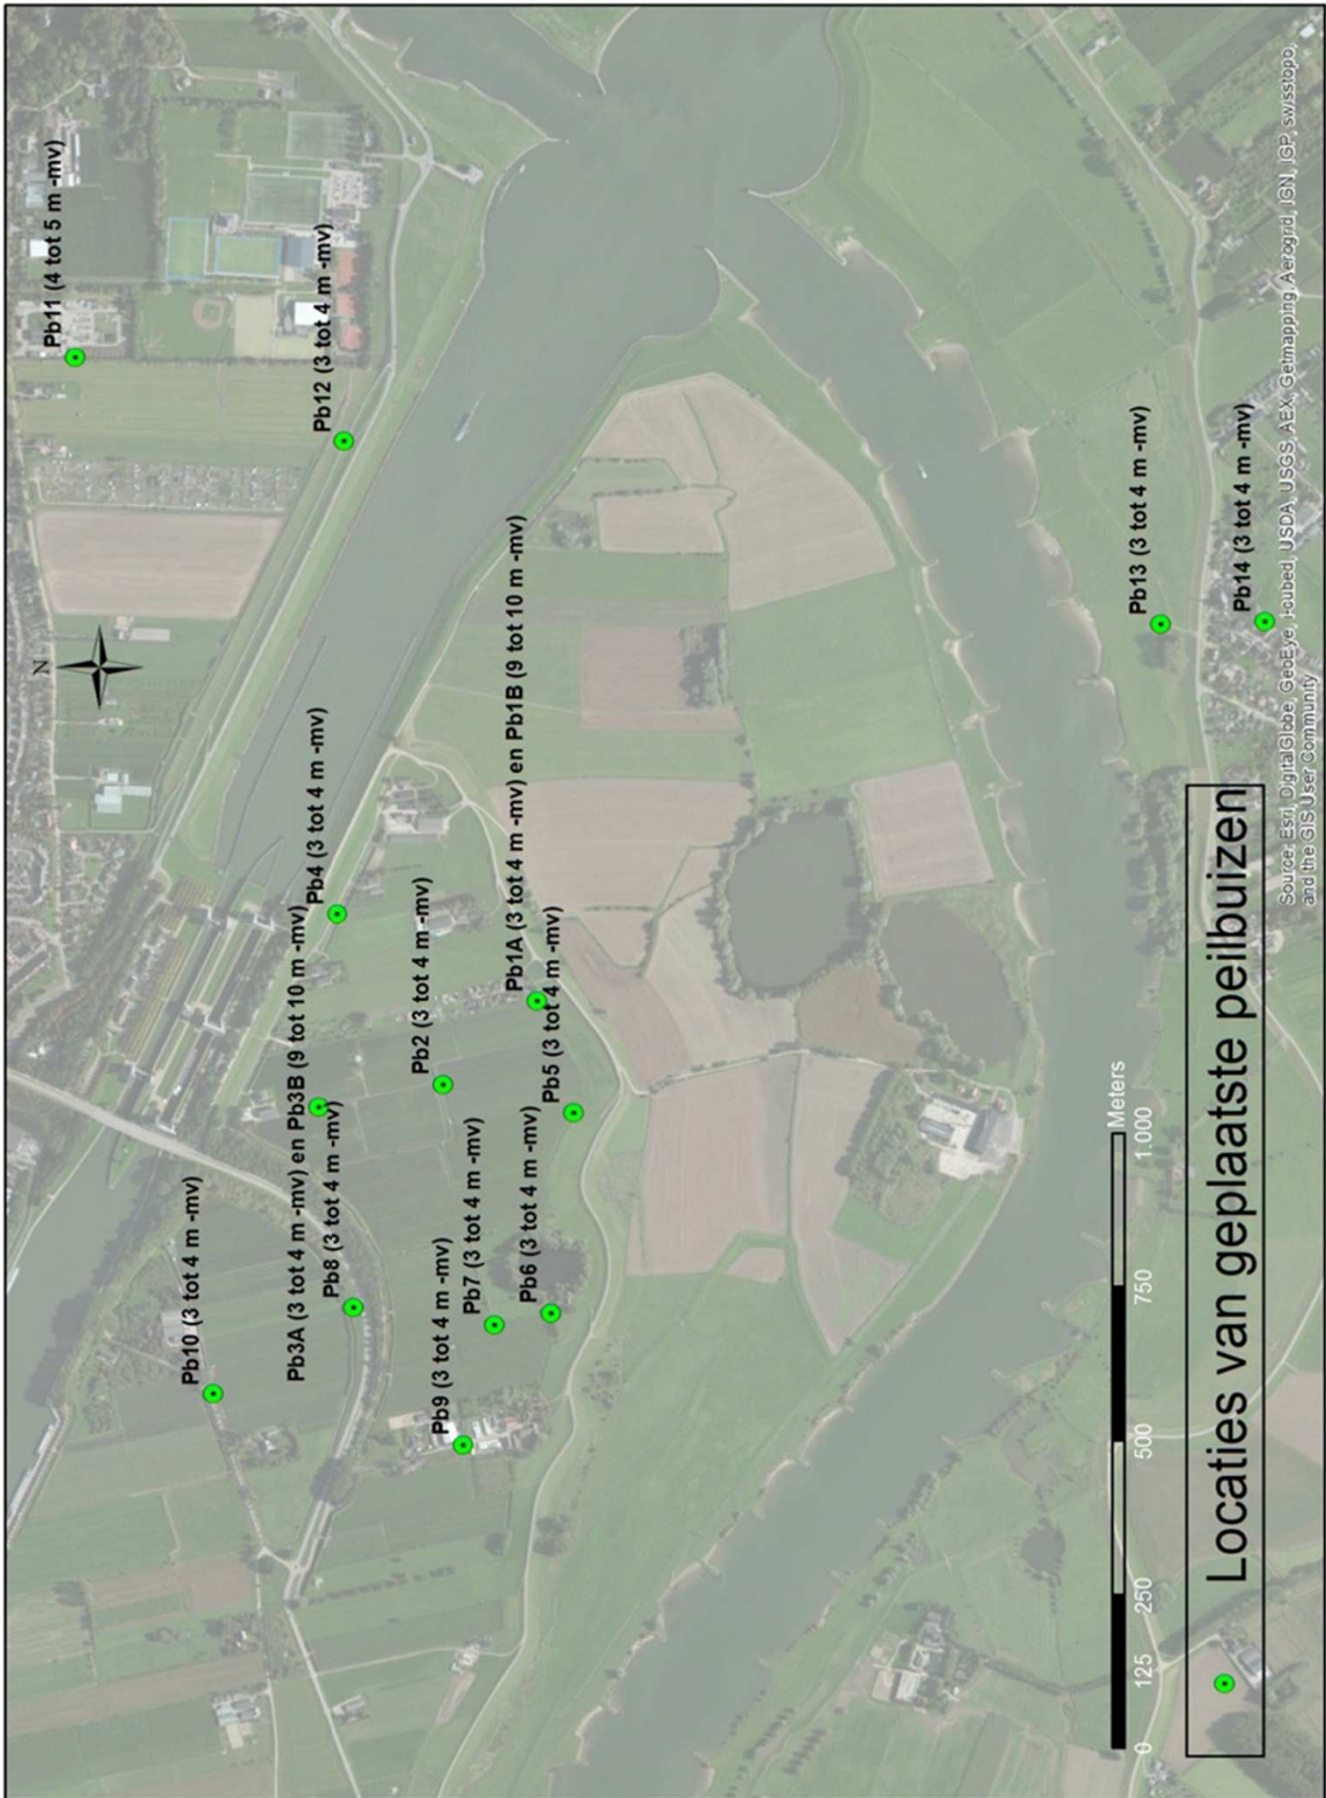 N
Pb11 (4 tot 5 m -mv)
Pb12 (3 tot 4 m -mv)
Pb4 (3 tot 4 m -mv)
Pb10 (3 tot 4 m -mv)
Pb3A (3 tot 4 m -mv) en Pb3B (9 tot 10 m -mv)
Pb8 (3 tot 4 m -mv)
Pb2 (3 tot 4 m -mv)
Pb1A (3 tot 4 m -mv) en Pb1B (9 tot 10 m -mv)
Pb5 (3 tot 4 m -mv)
Pb9 (3 tot 4 m -mv)
Pb7 (3 tot 4 m -mv)
Pb6 (3 tot 4 m -mv)
Pb13 (3 tot 4 m -mv)
Pb14 (3 tot 4 m -mv)
Meters
0 125 250 500 750 1.000
Locaties van geplaatste peilbuizen
Source: Esri, DigitalGlobe, GeoEye, i-cubed, USDA, USGS, AEX, Getmapping, Aerogrid, IGN, IGP, swisstopo,
and the GIS User Community